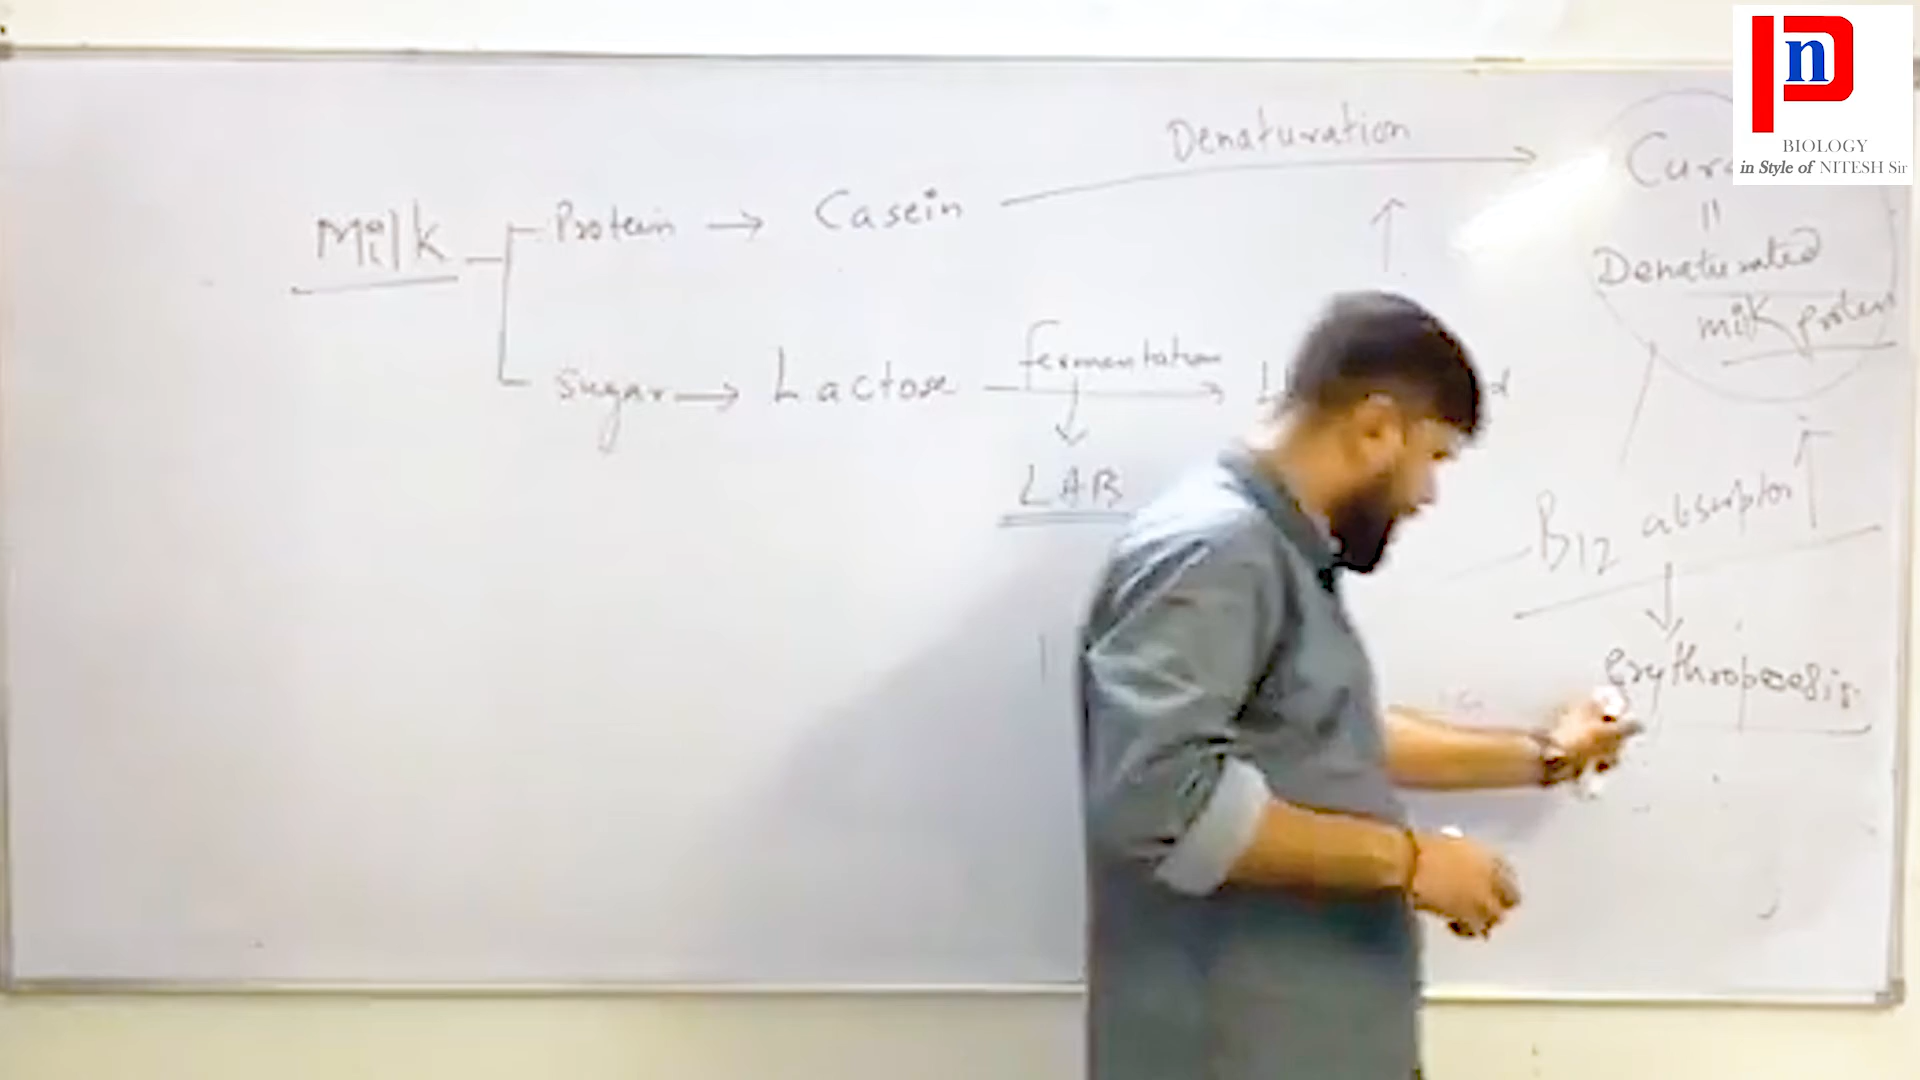 Pn
BIOLOGY
in Style of NITESH Sir
Denaturation
Milk
Protein → Casein
Denaturated
milk protein
Sugar → Lactose
fermentation
LAB
B12 absorption
erythropoesis